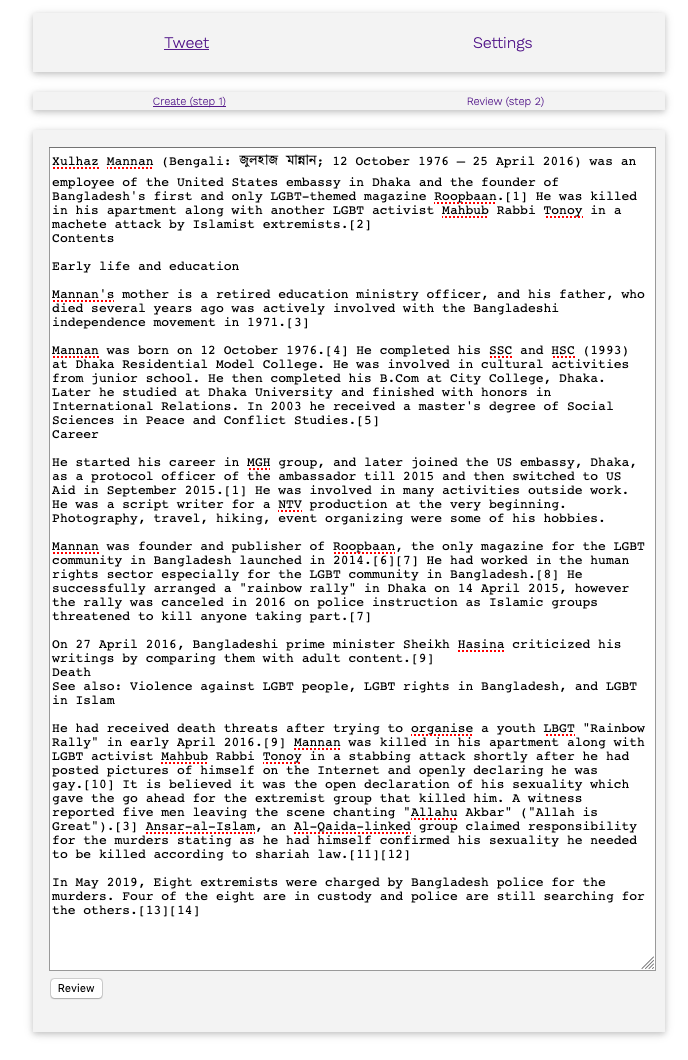 Tweet
Settings
Create (step 1)
Review (step 2)
Xulhaz Mannan (Bengali: জুলহাজ মান্নান; 12 October 1976 – 25 April 2016) was an
employee of the United States embassy in Dhaka and the founder of
Bangladesh's first and only LGBT-themed magazine Roopbaan.[1] He was killed
in his apartment along with another LGBT activist Mahbub Rabbi Tonoy in a
machete attack by Islamist extremists.[2]
Contents
Early life and education
Mannan's mother is a retired education ministry officer, and his father, who
died several years ago was actively involved with the Bangladeshi
independence movement in 1971.[3]
Mannan was born on 12 October 1976.[4] He completed his SSC and HSC (1993)
at Dhaka Residential Model College. He was involved in cultural activities
from junior school. He then completed his B.Com at City College, Dhaka.
Later he studied at Dhaka University and finished with honors in
International Relations. In 2003 he received a master's degree of Social
Sciences in Peace and Conflict Studies.[5]
Career
He started his career in MGH group, and later joined the US embassy, Dhaka,
as a protocol officer of the ambassador till 2015 and then switched to US
Aid in September 2015.[1] He was involved in many activities outside work.
He was a script writer for a NTV production at the very beginning.
Photography, travel, hiking, event organizing were some of his hobbies.
Mannan was founder and publisher of Roopbaan, the only magazine for the LGBT
community in Bangladesh launched in 2014.[6][7] He had worked in the human
rights sector especially for the LGBT community in Bangladesh.[8] He
successfully arranged a "rainbow rally" in Dhaka on 14 April 2015, however
the rally was canceled in 2016 on police instruction as Islamic groups
threatened to kill anyone taking part.[7]
On 27 April 2016, Bangladeshi prime minister Sheikh Hasina criticized his
writings by comparing them with adult content.[9]
Death
See also: Violence against LGBT people, LGBT rights in Bangladesh, and LGBT
in Islam
He had received death threats after trying to organise a youth LBGT "Rainbow
Rally" in early April 2016.[9] Mannan was killed in his apartment along with
LGBT activist Mahbub Rabbi Tonoy in a stabbing attack shortly after he had
posted pictures of himself on the Internet and openly declaring he was
gay.[10] It is believed it was the open declaration of his sexuality which
gave the go ahead for the extremist group that killed him. A witness
reported five men leaving the scene chanting "Allahu Akbar" ("Allah is
Great").[3] Ansar-al-Islam, an Al-Qaida-linked group claimed responsibility
for the murders stating as he had himself confirmed his sexuality he needed
to be killed according to shariah law.[11][12]
In May 2019, Eight extremists were charged by Bangladesh police for the
murders. Four of the eight are in custody and police are still searching for
the others.[13][14]
Review